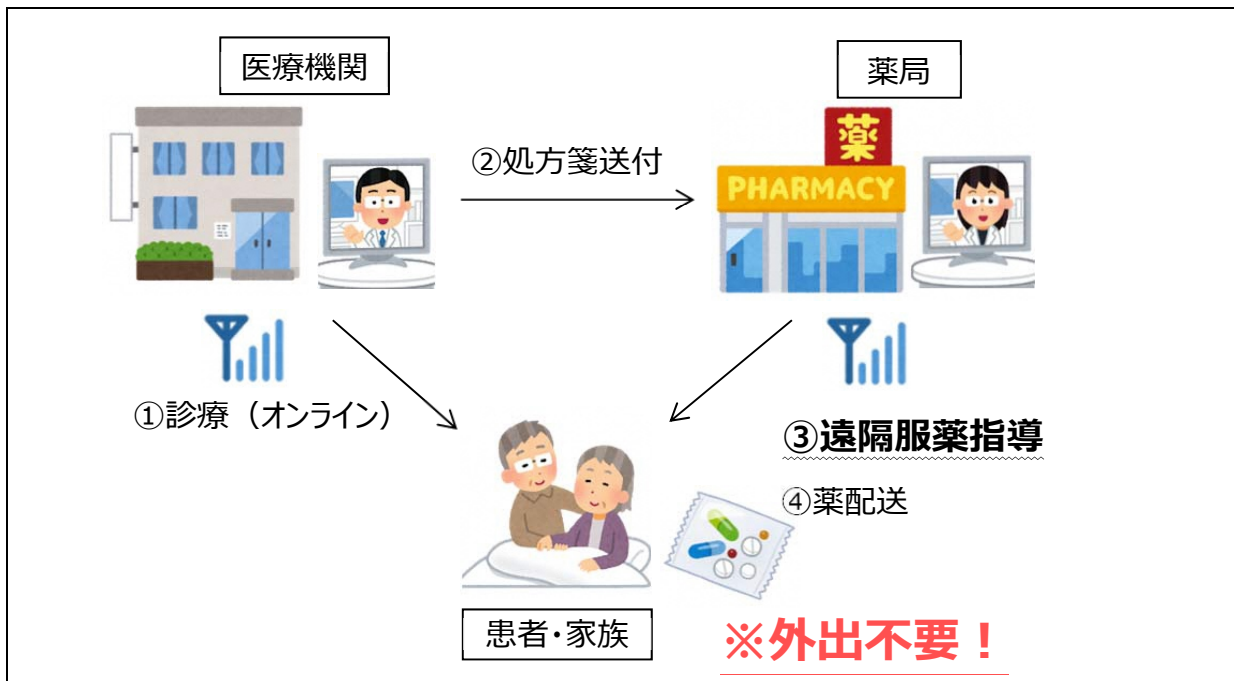 医療機関
薬局
薬
PHARMACY
②処方箋送付
①診療（オンライン）
③遠隔服薬指導
④薬配送
患者・家族
※外出不要！